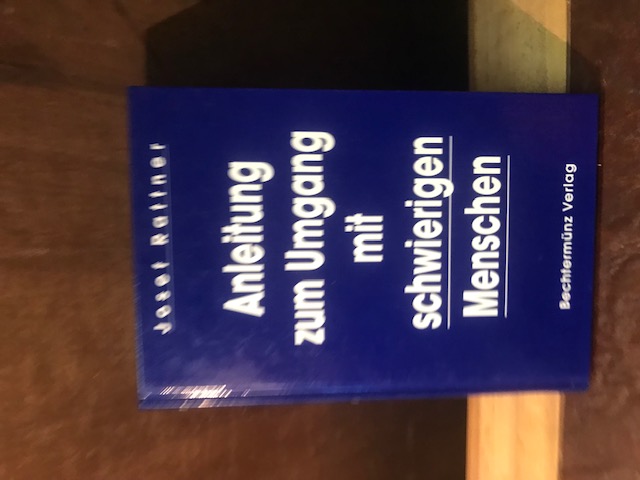 Josef Rattner
Anleitung
zum Umgang
mit
schwierigen
Menschen
Bechtermünz Verlag